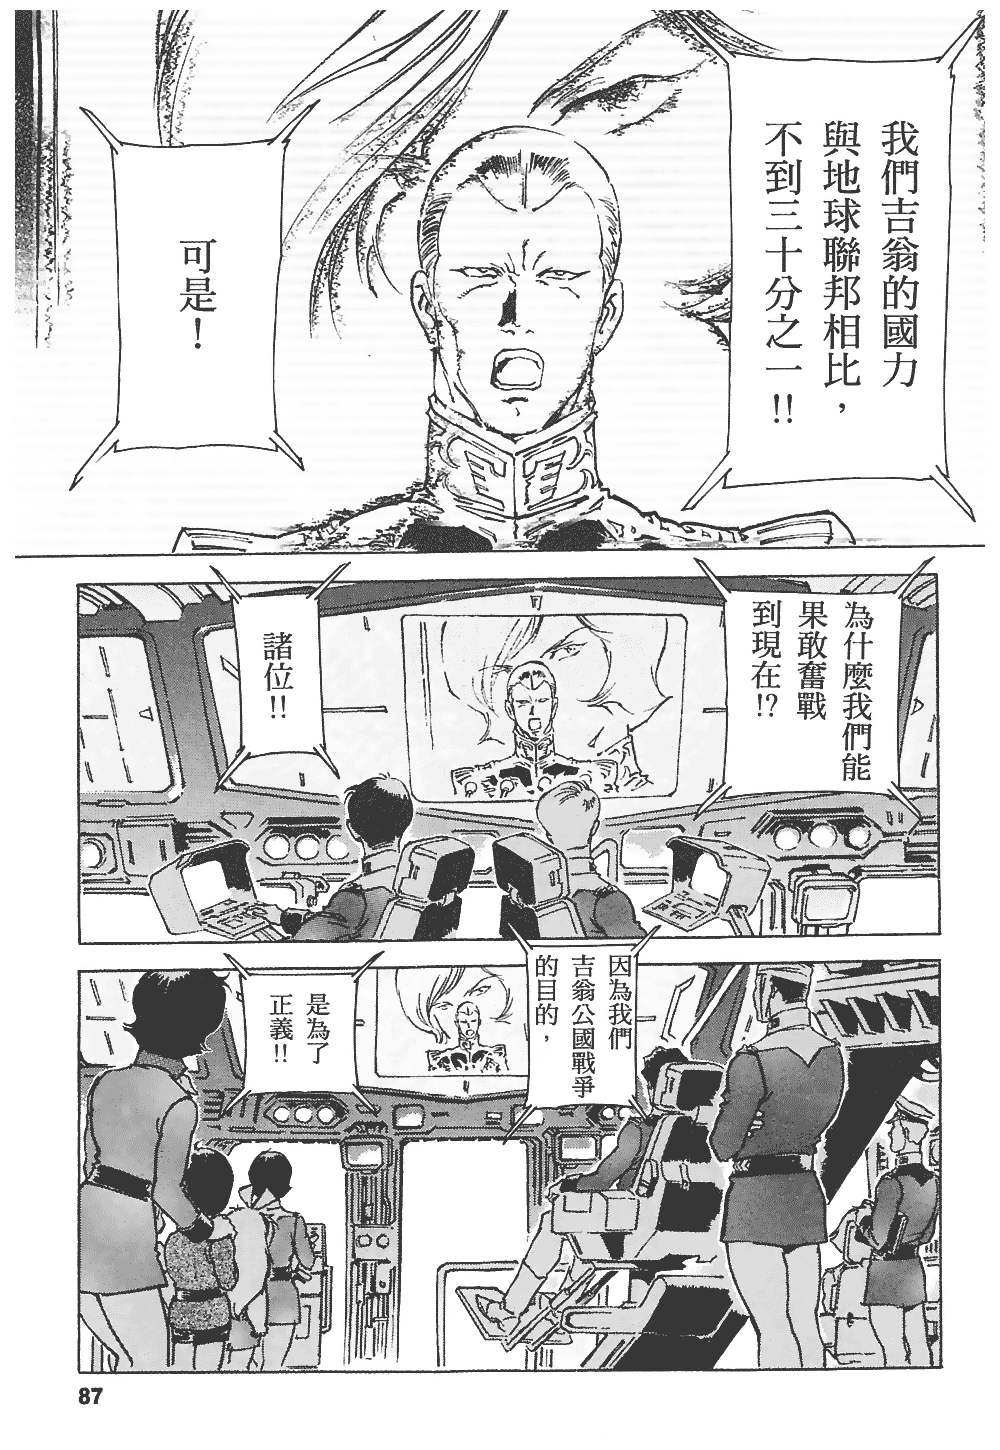 我們吉翁的國力
與地球聯邦相比，
不到三十分之一!!
可是！
為什麼我們能
果敢奮戰
到現在!?
諸位!!
因為我們
吉翁公國戰爭
的目的，
是為了
正義!!
87